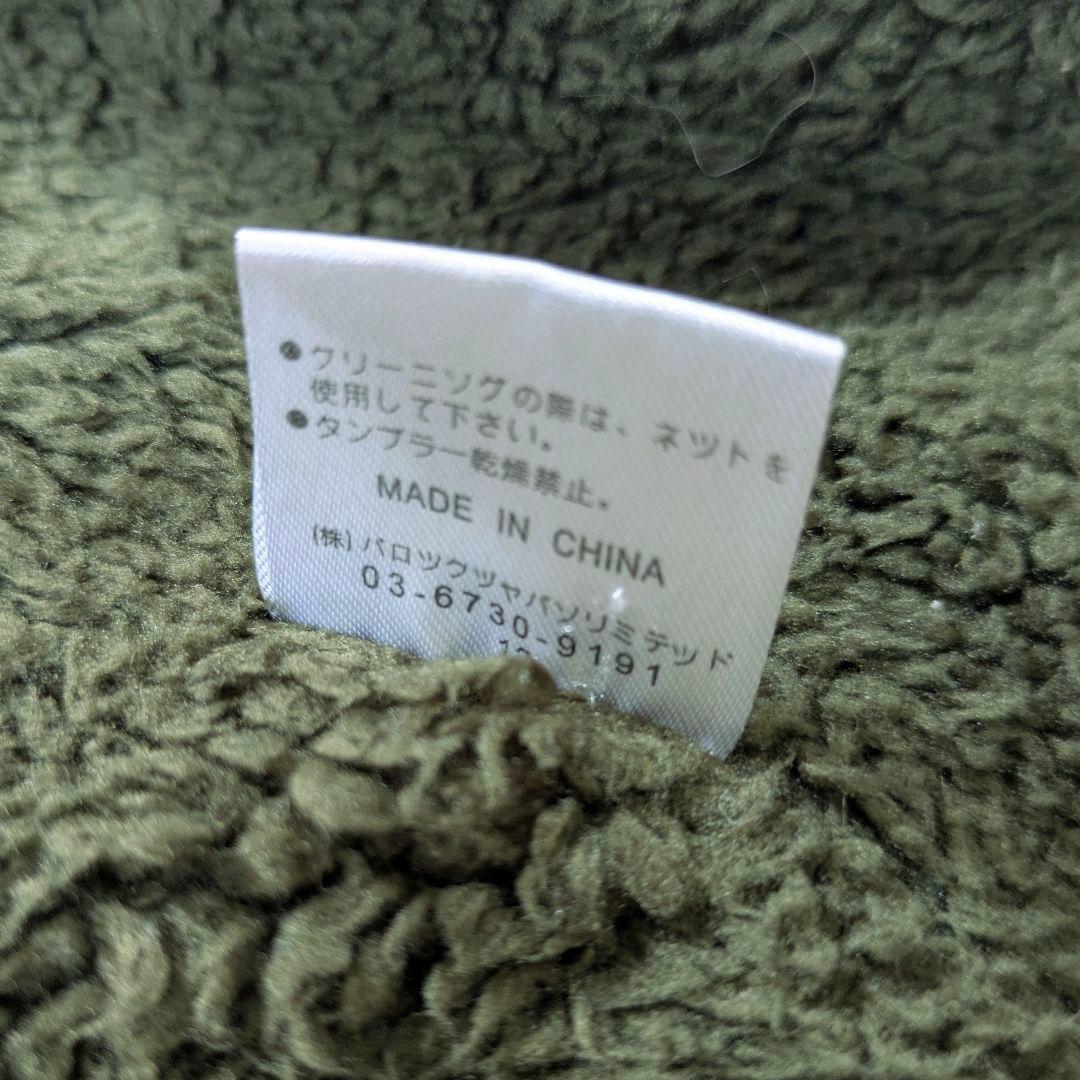 ●クリーニングの際は、ネットを
使用して下さい。
●タンブラー乾燥禁止。
MADE IN CHINA
(株)バロックジャパンリミテッド
03-6730-9191